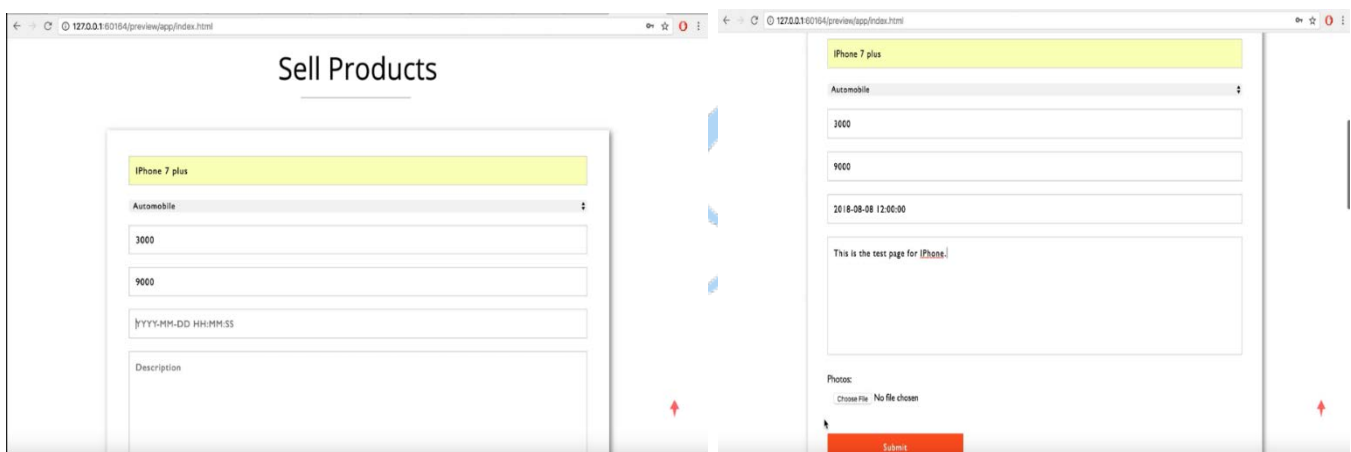 127.0.0.1:60164/preview/app/index.html
Sell Products
IPhone 7 plus
Automobile
3000
9000
YYYY-MM-DD HH:MM:SS
Description
127.0.0.1:60164/preview/app/index.html
IPhone 7 plus
Automobile
3000
9000
2018-08-08 12:00:00
This is the test page for IPhone.
Photos:
Choose File No file chosen
Submit